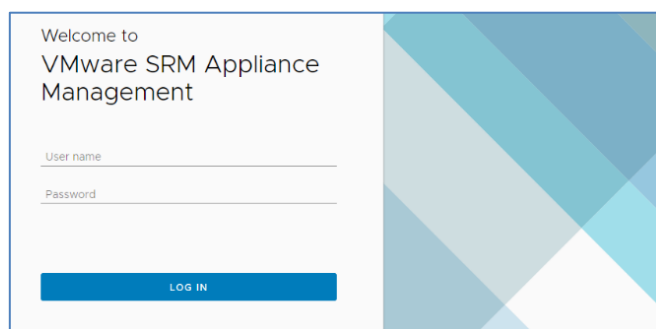 Welcome to
VMware SRM Appliance
Management
User name
Password
LOG IN